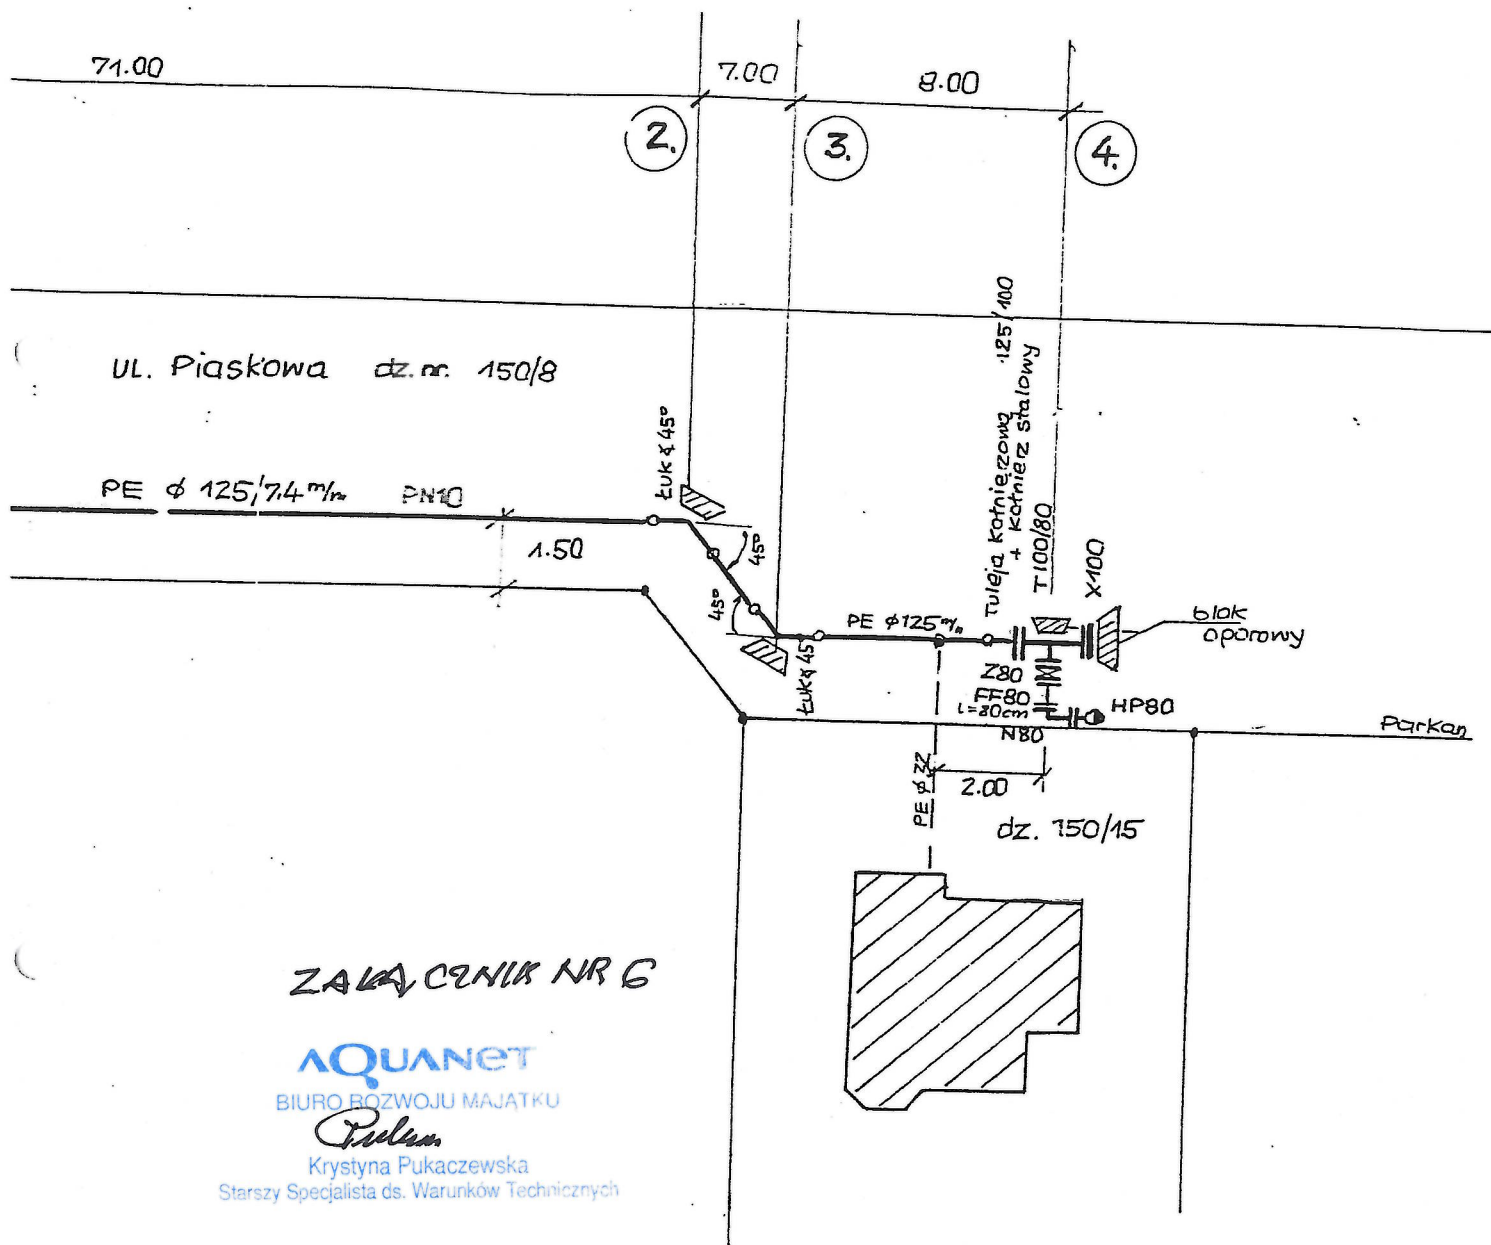 71.00
7.00
8.00
2.
3.
4.
UL. Piaskowa dz. nr. 150/8
PE ϕ 125/7.4 m/m PN10
1.50
Łuk ∢ 45°
45°
45°
Łuk ∢ 45
PE ϕ 125 m/m
Tuleja kołnierzowa 125/100
+ kołnierz stalowy
T100/80
X100
blok
oporowy
Z80
FF80
l=80cm
N80
HP80
Parkan
PE ϕ 32
2.00
dz. 150/15
ZAŁĄCZNIK NR 6
AQUANET
BIURO ROZWOJU MAJĄTKU
Krystyna Pukaczewska
Starszy Specjalista ds. Warunków Technicznych